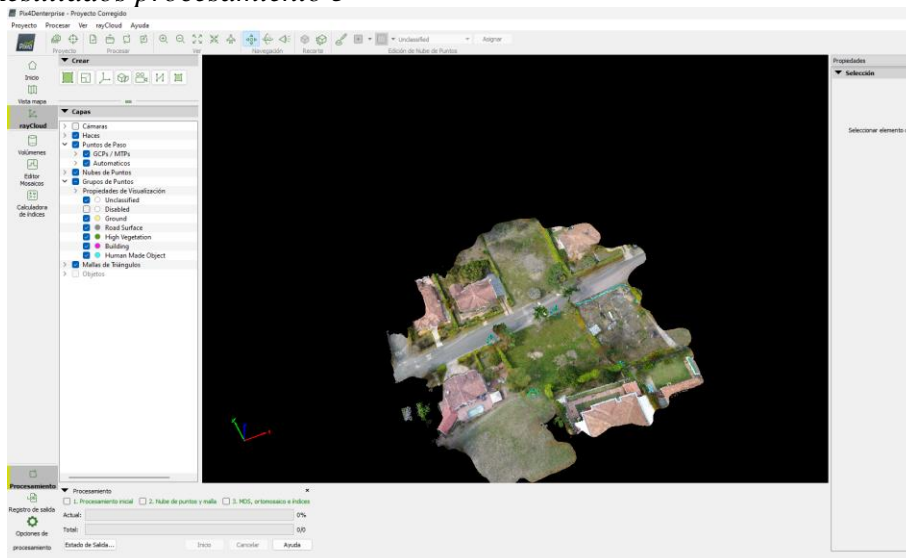 Resultados procesamiento 3
Pix4Denterprise - Proyecto Corregido
Proyecto Procesar Ver rayCloud Ayuda
Unclassified Asignar
Proyecto Procesar Ver Navegación Recorte Edición de Nube de Puntos
Inicio
Vista mapa
rayCloud
Volúmenes
Editor
Mosaicos
Calculadora
de índices
Crear
Capas
Cámaras
Haces
Puntos de Paso
GCPs / MTPs
Automaticos
Nubes de Puntos
Grupos de Puntos
Propiedades de Visualización
Unclassified
Disabled
Ground
Road Surface
High Vegetation
Building
Human Made Object
Mallas de Triángulos
Objetos
Propiedades
Selección
Seleccionar elemento
Procesamiento
Registro de salida
Opciones de
procesamiento
Procesamiento
1. Procesamiento inicial 2. Nube de puntos y malla 3. MDS, ortomosaico e índices
Actual: 0%
Total: 0/0
Estado de Salida... Inicio Cancelar Ayuda